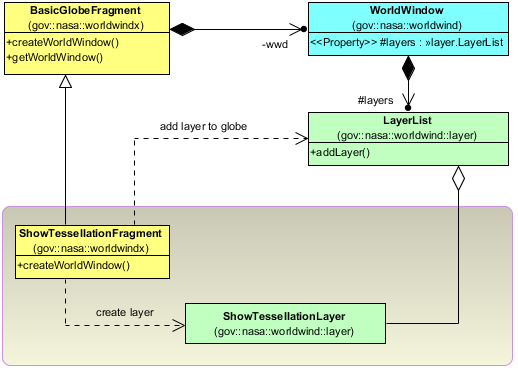 BasicGlobeFragment
(gov::nasa::worldwindx)
+createWorldWindow()
+getWorldWindow()
-wwd
WorldWindow
(gov::nasa::worldwind)
<<Property>> #layers : »layer.LayerList
#layers
add layer to globe
LayerList
(gov::nasa::worldwind::layer)
+addLayer()
ShowTessellationFragment
(gov::nasa::worldwindx)
+createWorldWindow()
create layer
ShowTessellationLayer
(gov::nasa::worldwind::layer)